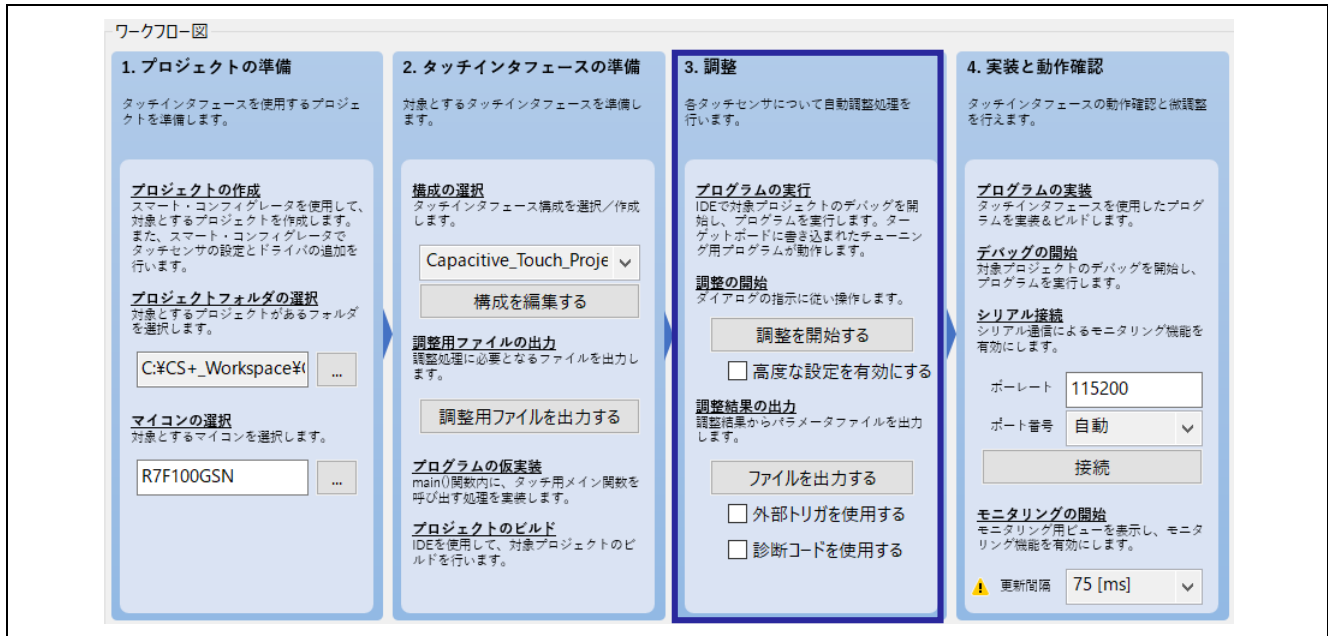 ワークフロー図
1. プロジェクトの準備
タッチインタフェースを使用するプロジェ
クトを準備します。
プロジェクトの作成
スマート・コンフィグレータを使用して、
対象とするプロジェクトを作成します。
また、スマート・コンフィグレータで
タッチセンサの設定とドライバの追加を
行います。
プロジェクトフォルダの選択
対象とするプロジェクトがあるフォルダ
を選択します。
C:¥CS+_Workspace¥(
...
マイコンの選択
対象とするマイコンを選択します。
R7F100GSN
...
2. タッチインタフェースの準備
対象とするタッチインタフェースを準備し
ます。
構成の選択
タッチインタフェース構成を選択／作成
します。
Capacitive_Touch_Proje
構成を編集する
調整用ファイルの出力
調整処理に必要となるファイルを出力し
ます。
調整用ファイルを出力する
プログラムの仮実装
main()関数内に、タッチ用メイン関数を
呼び出す処理を実装します。
プロジェクトのビルド
IDEを使用して、対象プロジェクトのビ
ルドを行います。
3. 調整
各タッチセンサについて自動調整処理を
行います。
プログラムの実行
IDEで対象プロジェクトのデバッグを開
始し、プログラムを実行します。ター
ゲットボードに書き込まれたチューニン
グ用プログラムが動作します。
調整の開始
ダイアログの指示に従い操作します。
調整を開始する
高度な設定を有効にする
調整結果の出力
調整結果からパラメータファイルを出力
します。
ファイルを出力する
外部トリガを使用する
診断コードを使用する
4. 実装と動作確認
タッチインタフェースの動作確認と微調整
を行えます。
プログラムの実装
タッチインタフェースを使用したプログ
ラムを実装&ビルドします。
デバッグの開始
対象プロジェクトのデバッグを開始し、
プログラムを実行します。
シリアル接続
シリアル通信によるモニタリング機能を
有効にします。
ボーレート 115200
ポート番号 自動
接続
モニタリングの開始
モニタリング用ビューを表示し、モニタ
リング機能を有効にします。
更新間隔 75 [ms]